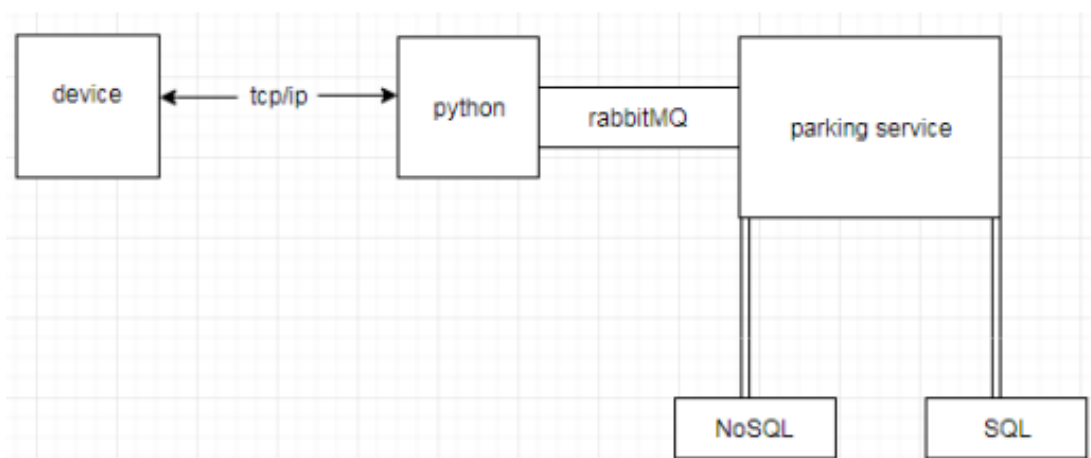 device
tcp/ip
python
rabbitMQ
parking service
NoSQL
SQL